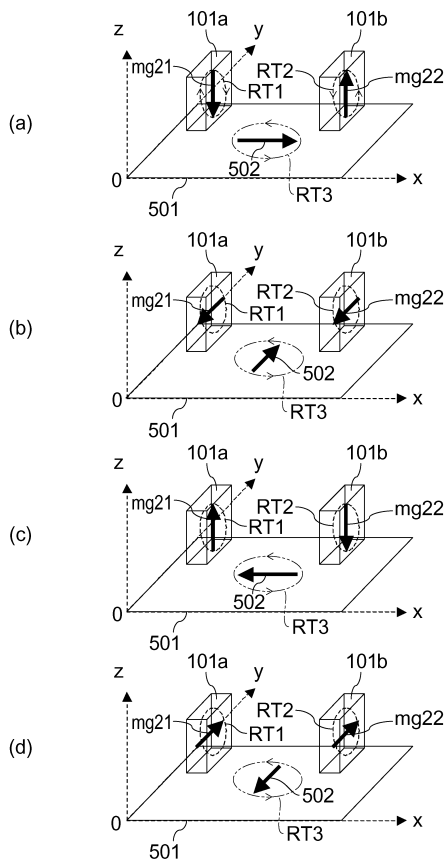 101a
101b
z
y
mg21
RT2
RT1
mg22
(a)
502
0
x
501
RT3
101a
101b
z
y
mg21
RT2
RT1
mg22
(b)
502
0
x
501
RT3
101a
101b
z
y
mg21
RT2
RT1
mg22
(c)
502
0
x
501
RT3
101a
101b
z
y
mg21
RT2
RT1
mg22
(d)
502
0
x
501
RT3